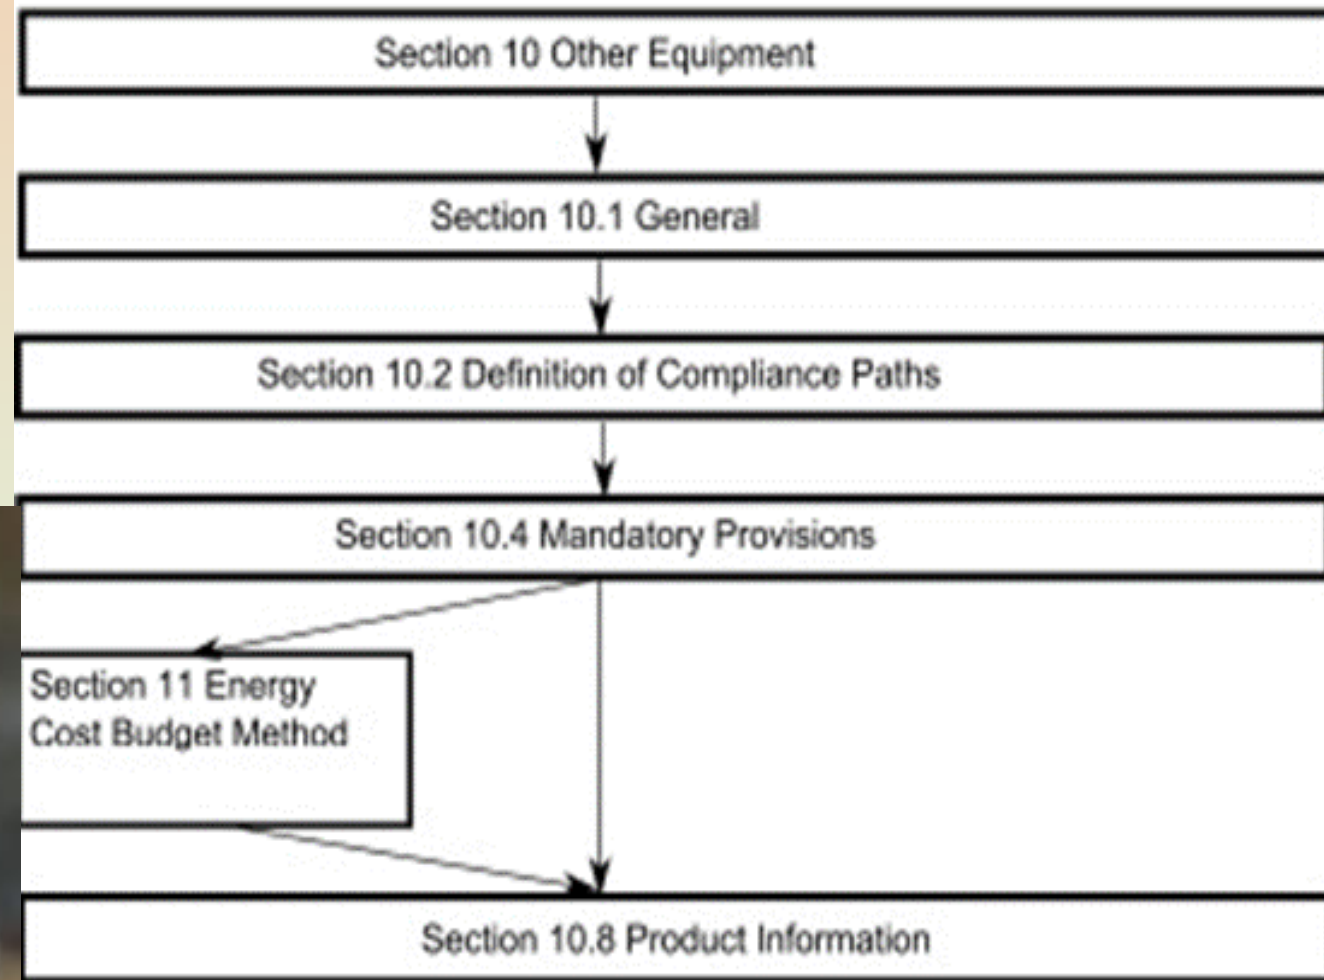 Section 10 Other Equipment
Section 10.1 General
Section 10.2 Definition of Compliance Paths
Section 10.4 Mandatory Provisions
Section 11 Energy
Cost Budget Method
Section 10.8 Product Information